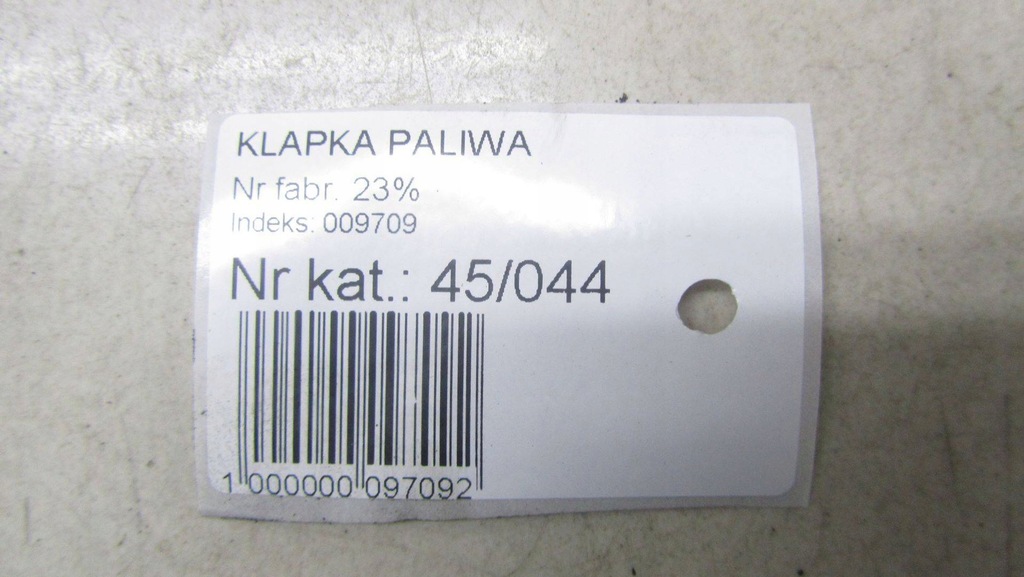 KLAPKA PALIWA
Nr fabr. 23%
Indeks: 009709
Nr kat.: 45/044
1 000000 097092